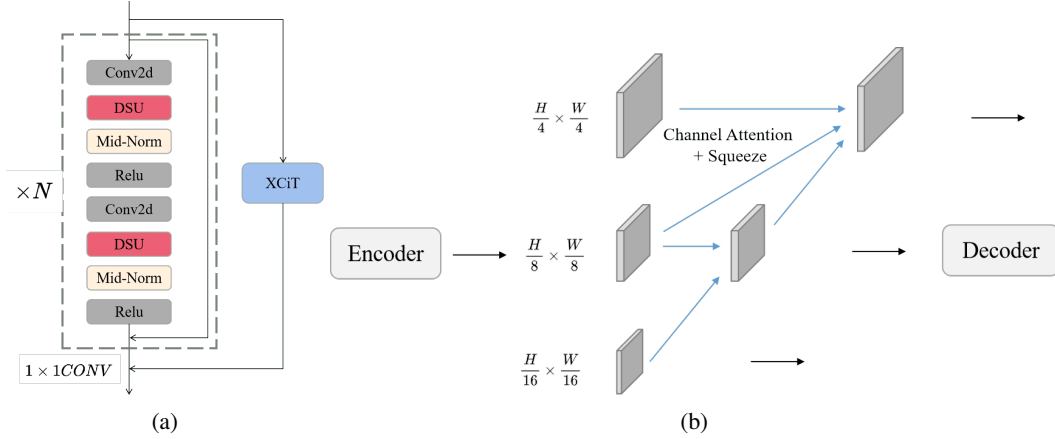 Conv2d
DSU
Mid-Norm
Relu
Conv2d
DSU
Mid-Norm
Relu
×N
XCiT
1 × 1CONV
(a)
Encoder
H/4 × W/4
Channel Attention
+ Squeeze
H/8 × W/8
H/16 × W/16
Decoder
(b)